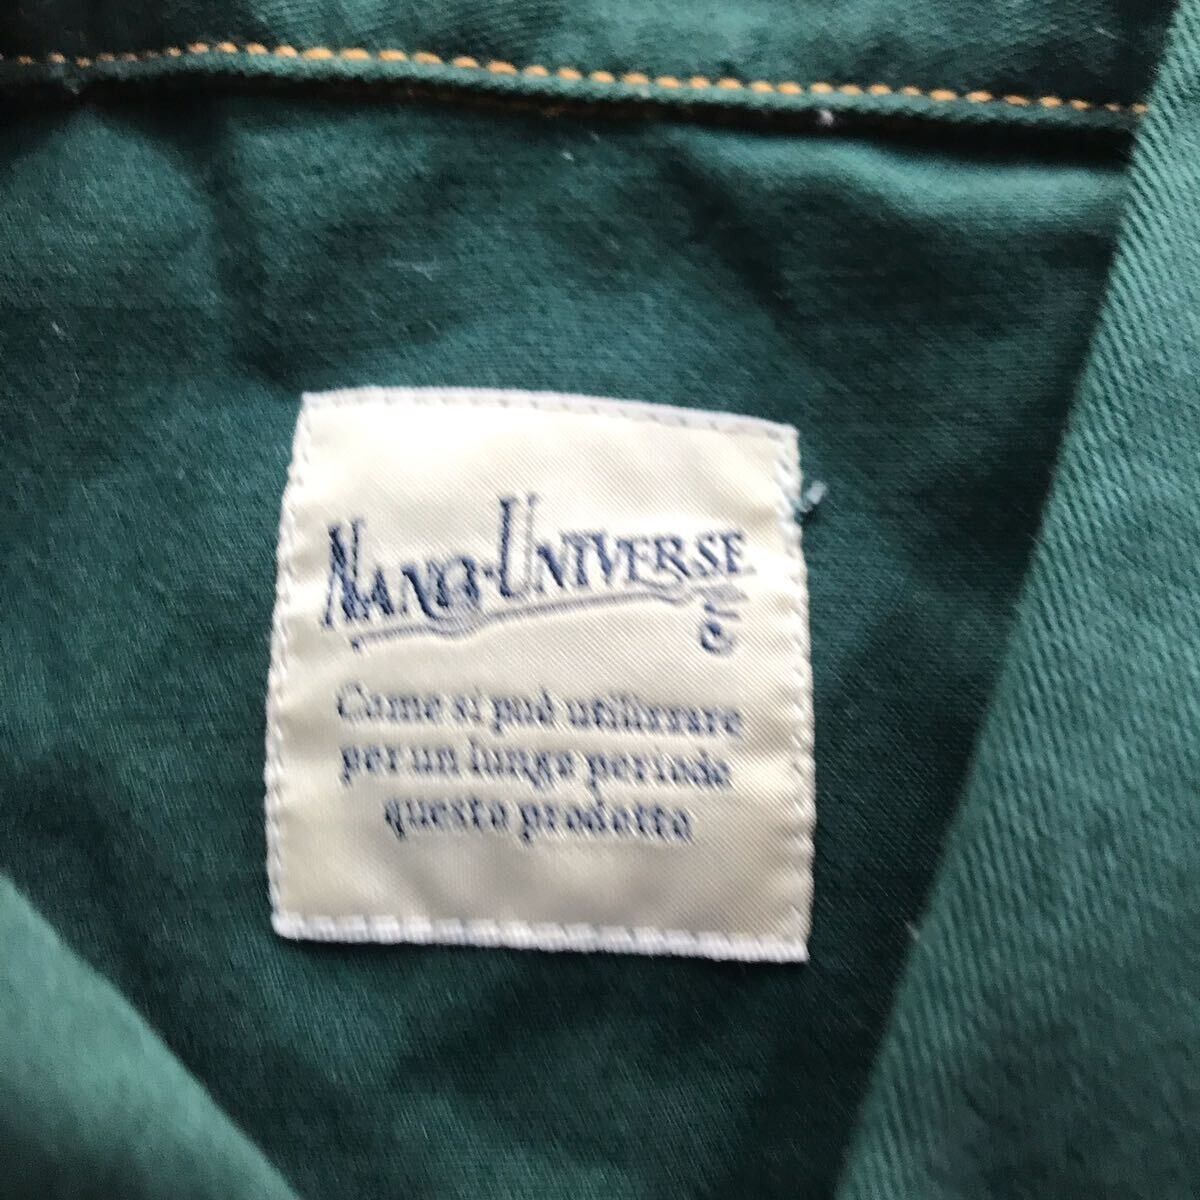 NANO·UNIVERSE
Come si può utilizzare
per un lungo periodo
questo prodotto